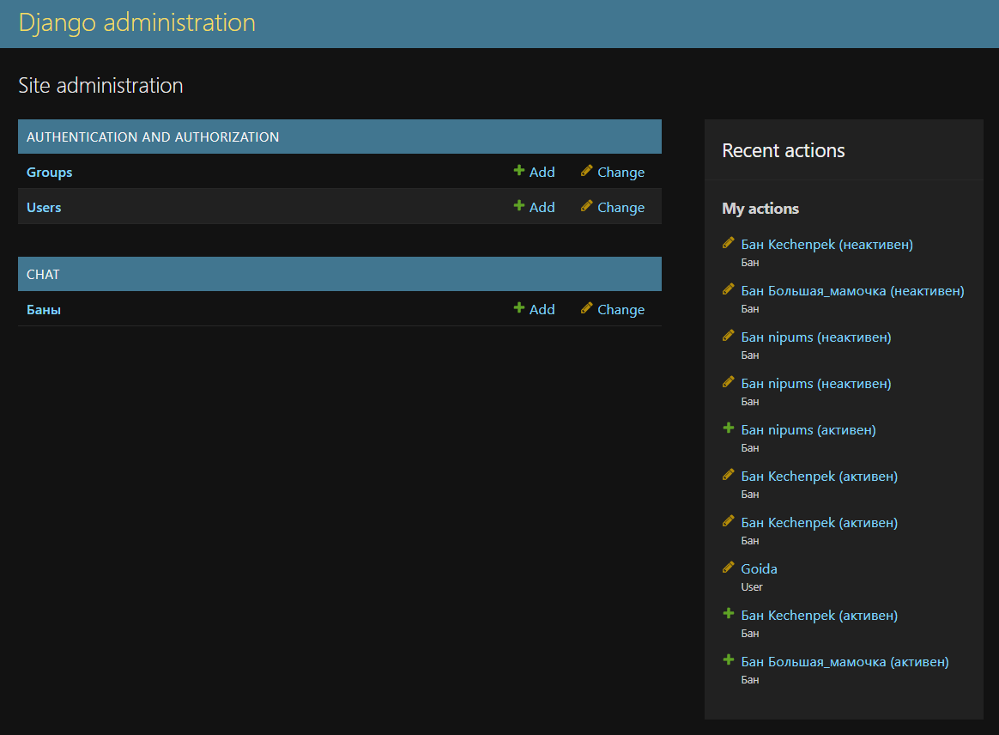 Django administration
Site administration
AUTHENTICATION AND AUTHORIZATION
Groups Add Change
Users Add Change
CHAT
Баны Add Change
Recent actions
My actions
Бан Kechenpek (неактивен)
Бан
Бан Большая_мамочка (неактивен)
Бан
Бан nipums (неактивен)
Бан
Бан nipums (неактивен)
Бан
Бан nipums (активен)
Бан
Бан Kechenpek (активен)
Бан
Бан Kechenpek (активен)
Бан
Goida
User
Бан Kechenpek (активен)
Бан
Бан Большая_мамочка (активен)
Бан